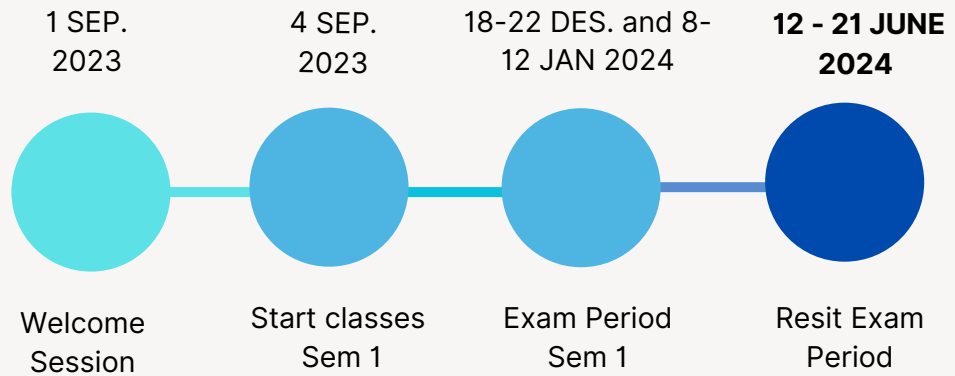 1 SEP.
2023
4 SEP.
2023
18-22 DES. and 8-
12 JAN 2024
12 - 21 JUNE
2024
Welcome
Session
Start classes
Sem 1
Exam Period
Sem 1
Resit Exam
Period